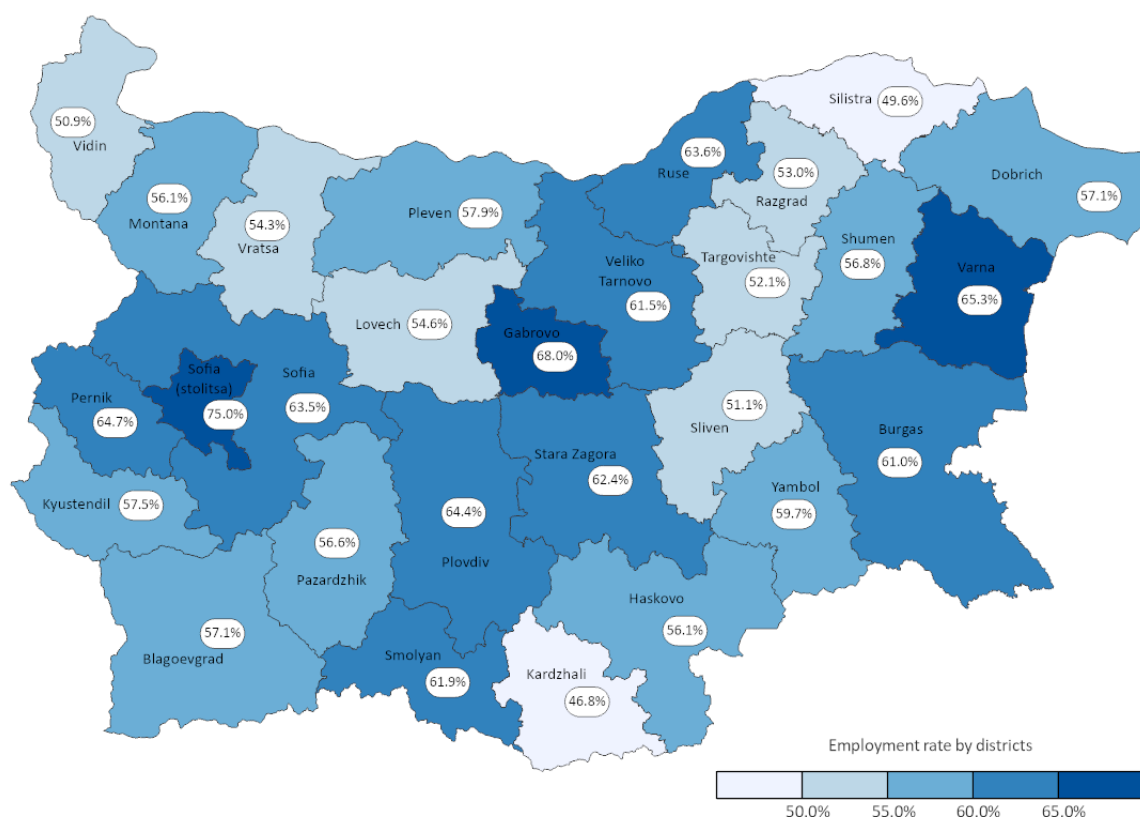 Silistra 49.6%
50.9%
Vidin
63.6%
Ruse
53.0%
Razgrad
Dobrich
57.1%
56.1%
Montana
54.3%
Vratsa
Pleven 57.9%
Shumen
56.8%
Veliko
Tarnovo
61.5%
Targovishte
52.1%
Varna
65.3%
Lovech 54.6%
Gabrovo
68.0%
Sofia
(stolitsa)
75.0%
Sofia
63.5%
Pernik
64.7%
51.1%
Sliven
Burgas
61.0%
Stara Zagora
62.4%
Yambol
59.7%
Kyustendil 57.5%
64.4%
Plovdiv
56.6%
Pazardzhik
Haskovo
56.1%
57.1%
Blagoevgrad
Smolyan
61.9%
Kardzhali
46.8%
Employment rate by districts
50.0% 55.0% 60.0% 65.0%